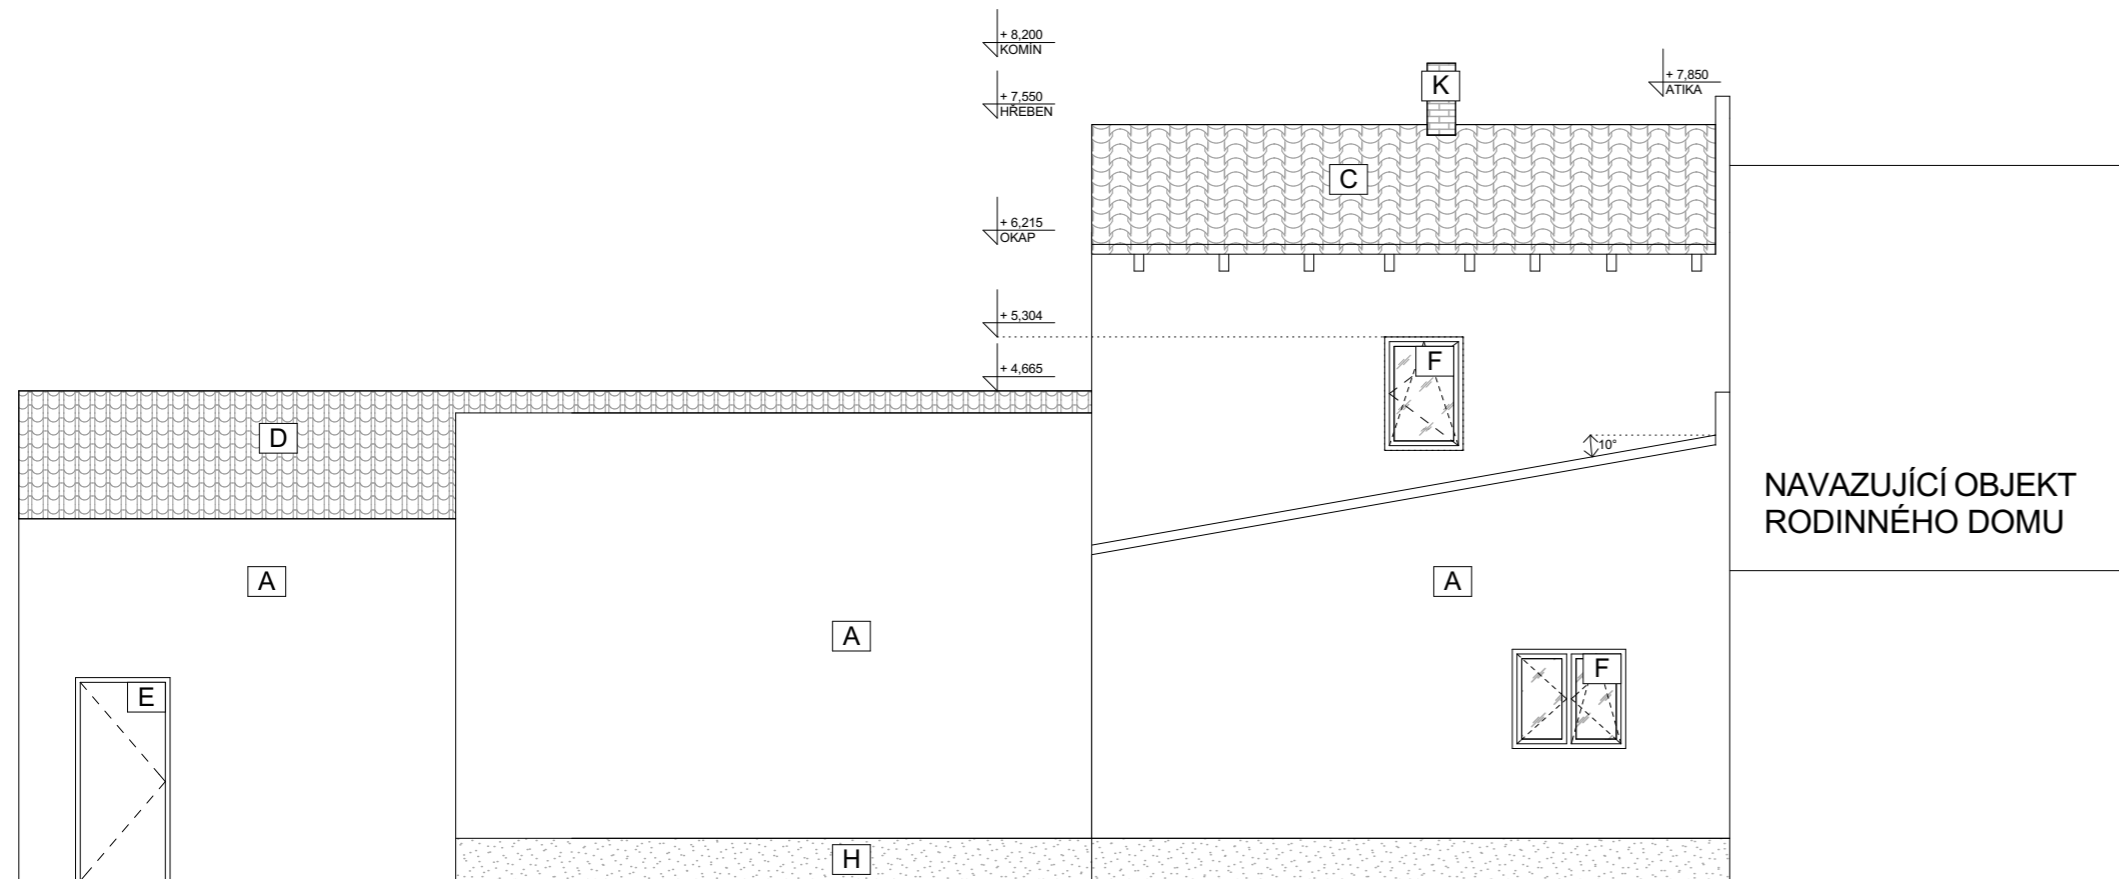 + 8,200
KOMÍN
+ 7,550
HŘEBEN
+ 7,850
ATIKA
K
C
+ 6,215
OKAP
+ 5,304
+ 4,665
F
D
10°
NAVAZUJÍCÍ OBJEKT
RODINNÉHO DOMU
A
A
A
E
F
H